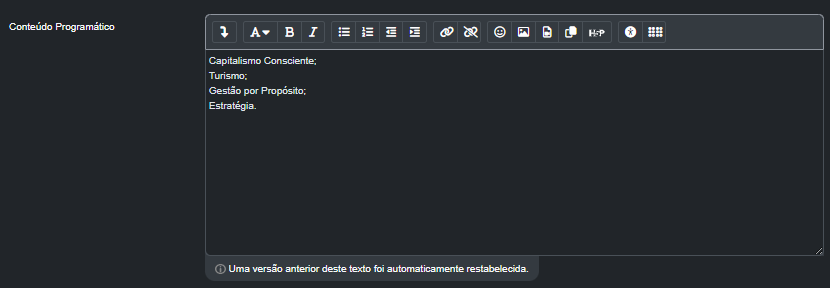 Conteúdo Programático
A B I H-P
Capitalismo Consciente;
Turismo;
Gestão por Propósito;
Estratégia.
Uma versão anterior deste texto foi automaticamente restabelecida.